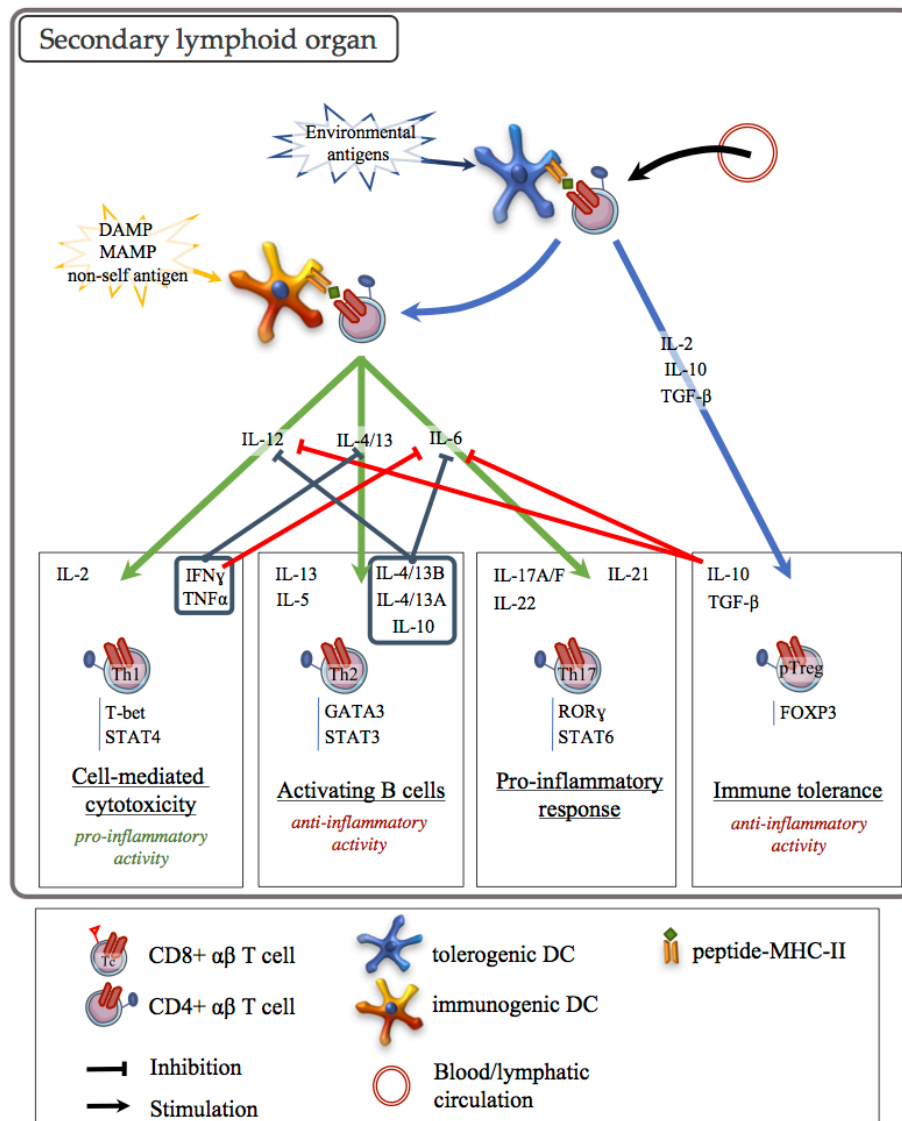 Secondary lymphoid organ
Environmental
antigens
DAMP
MAMP
non-self antigen
IL-2
IL-10
TGF-β
IL-12
IL-4/13
IL-6
IL-2
IFNɣ
TNFα
Th1
T-bet
STAT4
Cell-mediated
cytotoxicity
pro-inflammatory
activity
IL-13
IL-5
IL-4/13B
IL-4/13A
IL-10
Th2
GATA3
STAT3
Activating B cells
anti-inflammatory
activity
IL-17A/F
IL-21
IL-22
Th17
RORɣ
STAT6
Pro-inflammatory
response
IL-10
TGF-β
pTreg
FOXP3
Immune tolerance
anti-inflammatory
activity
Tc
CD8+ αβ T cell
CD4+ αβ T cell
Inhibition
Stimulation
tolerogenic DC
immunogenic DC
Blood/lymphatic
circulation
peptide-MHC-II